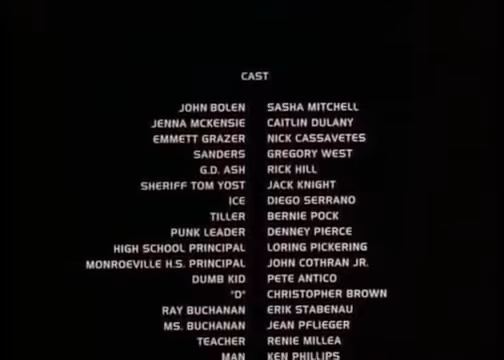 CAST
JOHN BOLEN SASHA MITCHELL
JENNA MCKENSIE CAITLIN DULANY
EMMETT GRAZER NICK CASSAVETES
SANDERS GREGORY WEST
G.D. ASH RICK HILL
SHERIFF TOM YOST JACK KNIGHT
ICE DIEGO SERRANO
TILLER BERNIE POCK
PUNK LEADER DENNEY PIERCE
HIGH SCHOOL PRINCIPAL LORING PICKERING
MONROEVILLE H.S. PRINCIPAL JOHN COTHRAN JR.
DUMB KID PETE ANTICO
"D" CHRISTOPHER BROWN
RAY BUCHANAN ERIK STABENAU
MS. BUCHANAN JEAN PFLIEGER
TEACHER RENIE MILLEA
MAN KEN PHILLIPS